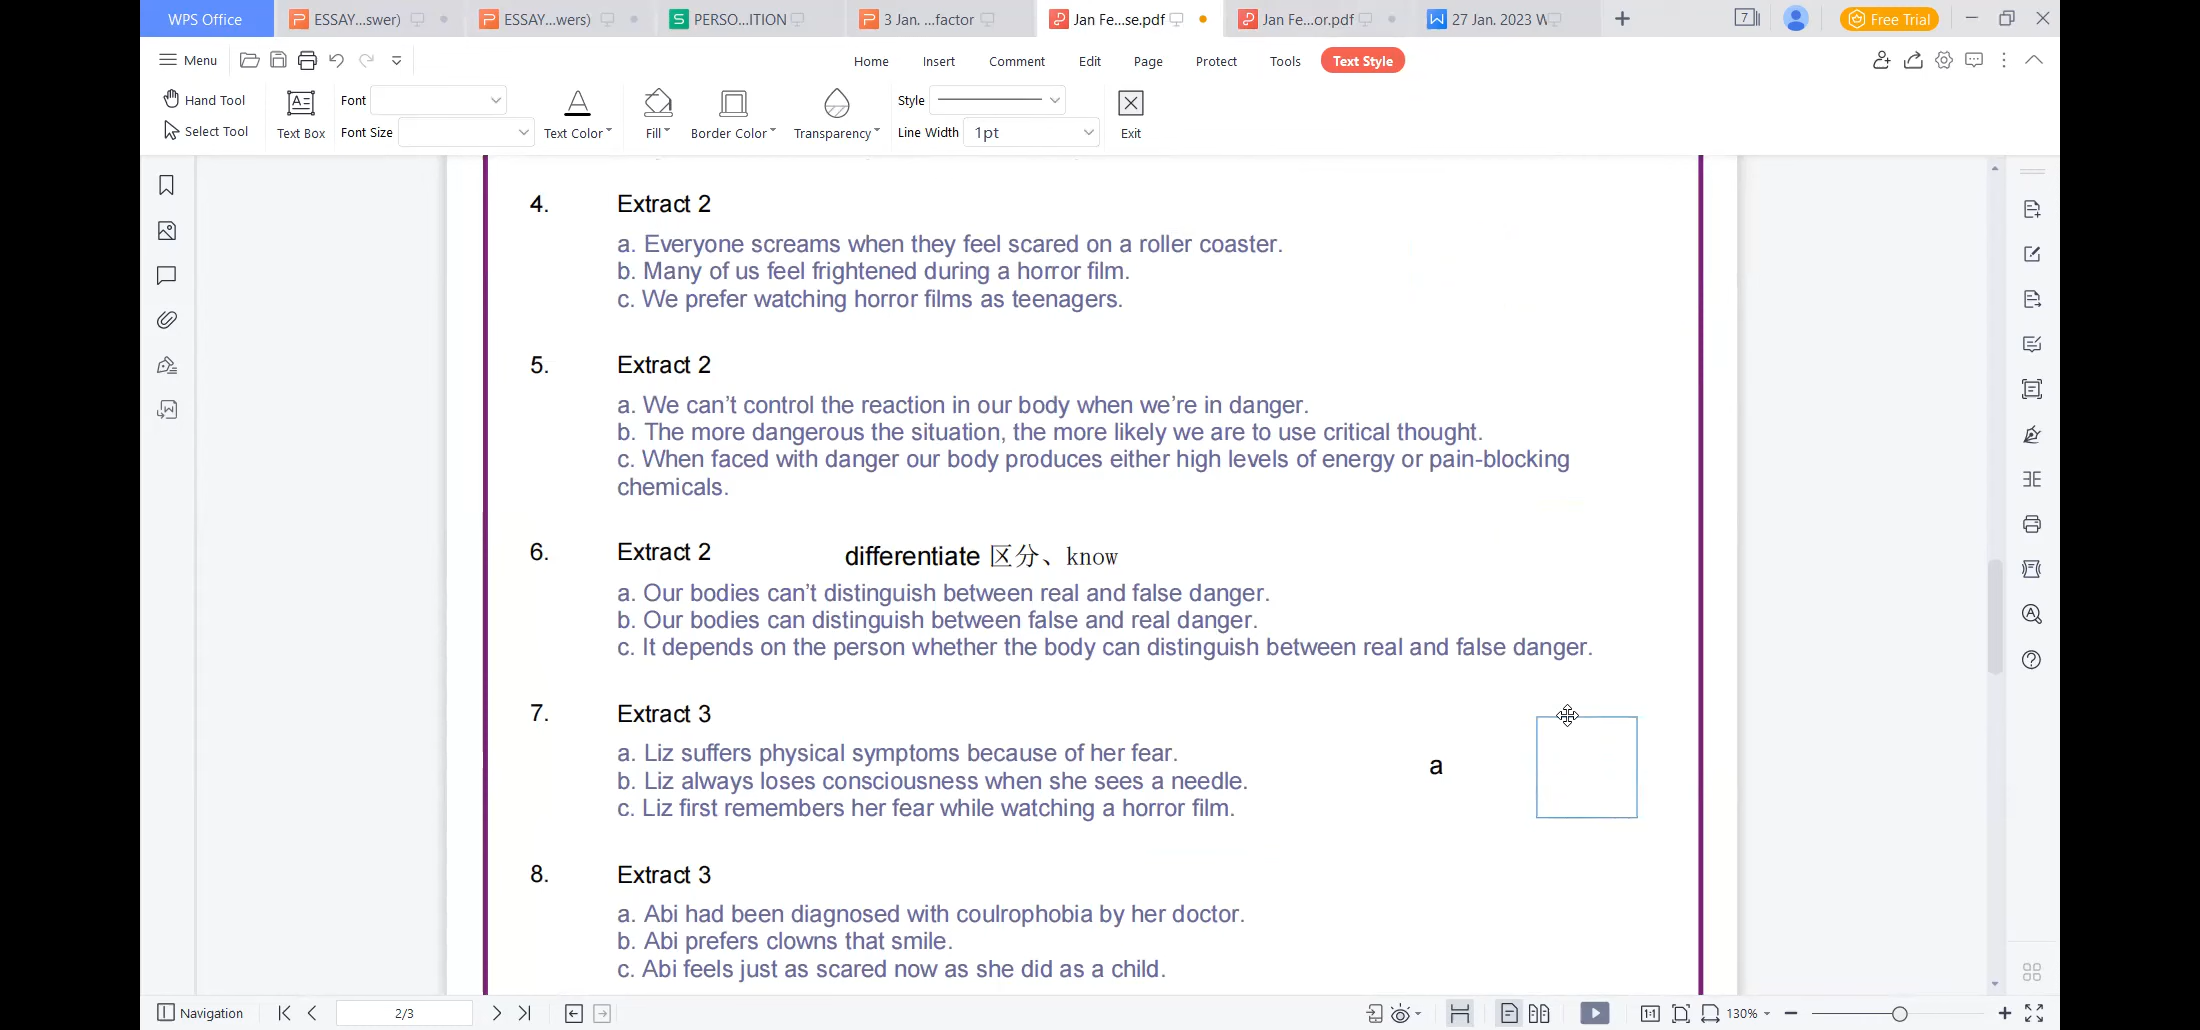 WPS Office
ESSAY...swer)
ESSAY...wers)
PERSO...ITION
3 Jan. ...factor
Jan Fe...se.pdf
Jan Fe...or.pdf
27 Jan. 2023 W
7
Free Trial
Menu
Home
Insert
Comment
Edit
Page
Protect
Tools
Text Style
Hand Tool
Select Tool
Text Box
Font
Font Size
Text Color
Fill
Border Color
Transparency
Style
Line Width
1pt
Exit
4. Extract 2
a. Everyone screams when they feel scared on a roller coaster.
b. Many of us feel frightened during a horror film.
c. We prefer watching horror films as teenagers.
5. Extract 2
a. We can’t control the reaction in our body when we’re in danger.
b. The more dangerous the situation, the more likely we are to use critical thought.
c. When faced with danger our body produces either high levels of energy or pain-blocking
chemicals.
6. Extract 2 differentiate 区分、know
a. Our bodies can’t distinguish between real and false danger.
b. Our bodies can distinguish between false and real danger.
c. It depends on the person whether the body can distinguish between real and false danger.
7. Extract 3
a. Liz suffers physical symptoms because of her fear.
a
b. Liz always loses consciousness when she sees a needle.
c. Liz first remembers her fear while watching a horror film.
8. Extract 3
a. Abi had been diagnosed with coulrophobia by her doctor.
b. Abi prefers clowns that smile.
c. Abi feels just as scared now as she did as a child.
Navigation
2/3
1:1
130%